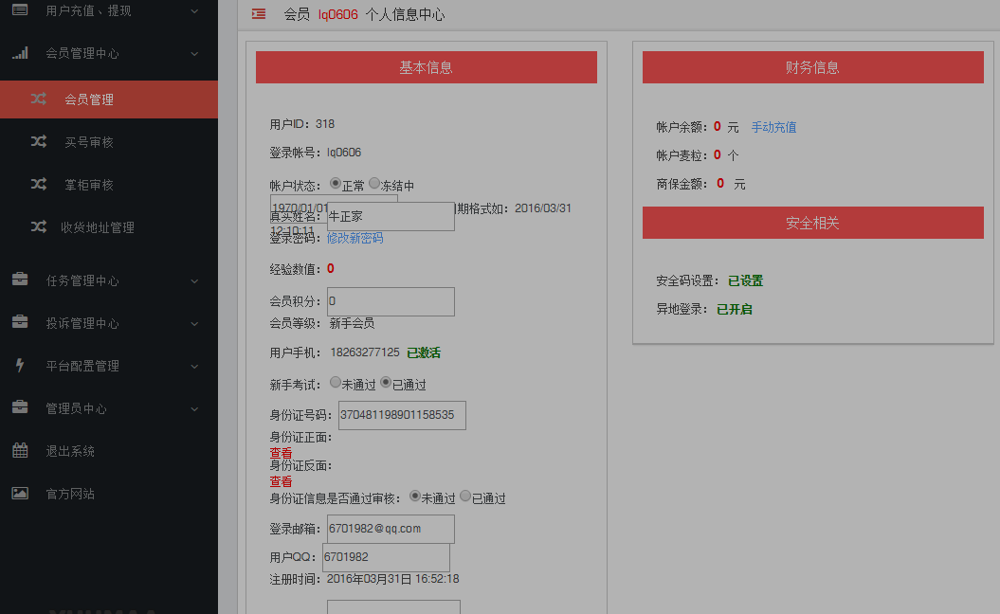 用户充值、提现
会员管理中心
会员管理
买号审核
掌柜审核
收货地址管理
任务管理中心
投诉管理中心
平台配置管理
管理员中心
退出系统
官方网站
会员 lq0606 个人信息中心
基本信息
用户ID：318
登录帐号：lq0606
帐户状态： 正常 冻结中
1970/01/01 期格式如：2016/03/31
真实姓名：牛正家
12:10:11
登录密码：修改新密码
经验数值：0
会员积分：0
会员等级： 新手会员
用户手机： 18263277125 已激活
新手考试： 未通过 已通过
身份证号码：370481198901158535
身份证正面：
查看
身份证反面：
查看
身份证信息是否通过审核： 未通过 已通过
登录邮箱：6701982@qq.com
用户QQ：6701982
注册时间：2016年03月31日 16:52:18
财务信息
帐户余额：0 元 手动充值
帐户麦粒：0 个
商保金额：0 元
安全相关
安全码设置： 已设置
异地登录： 已开启